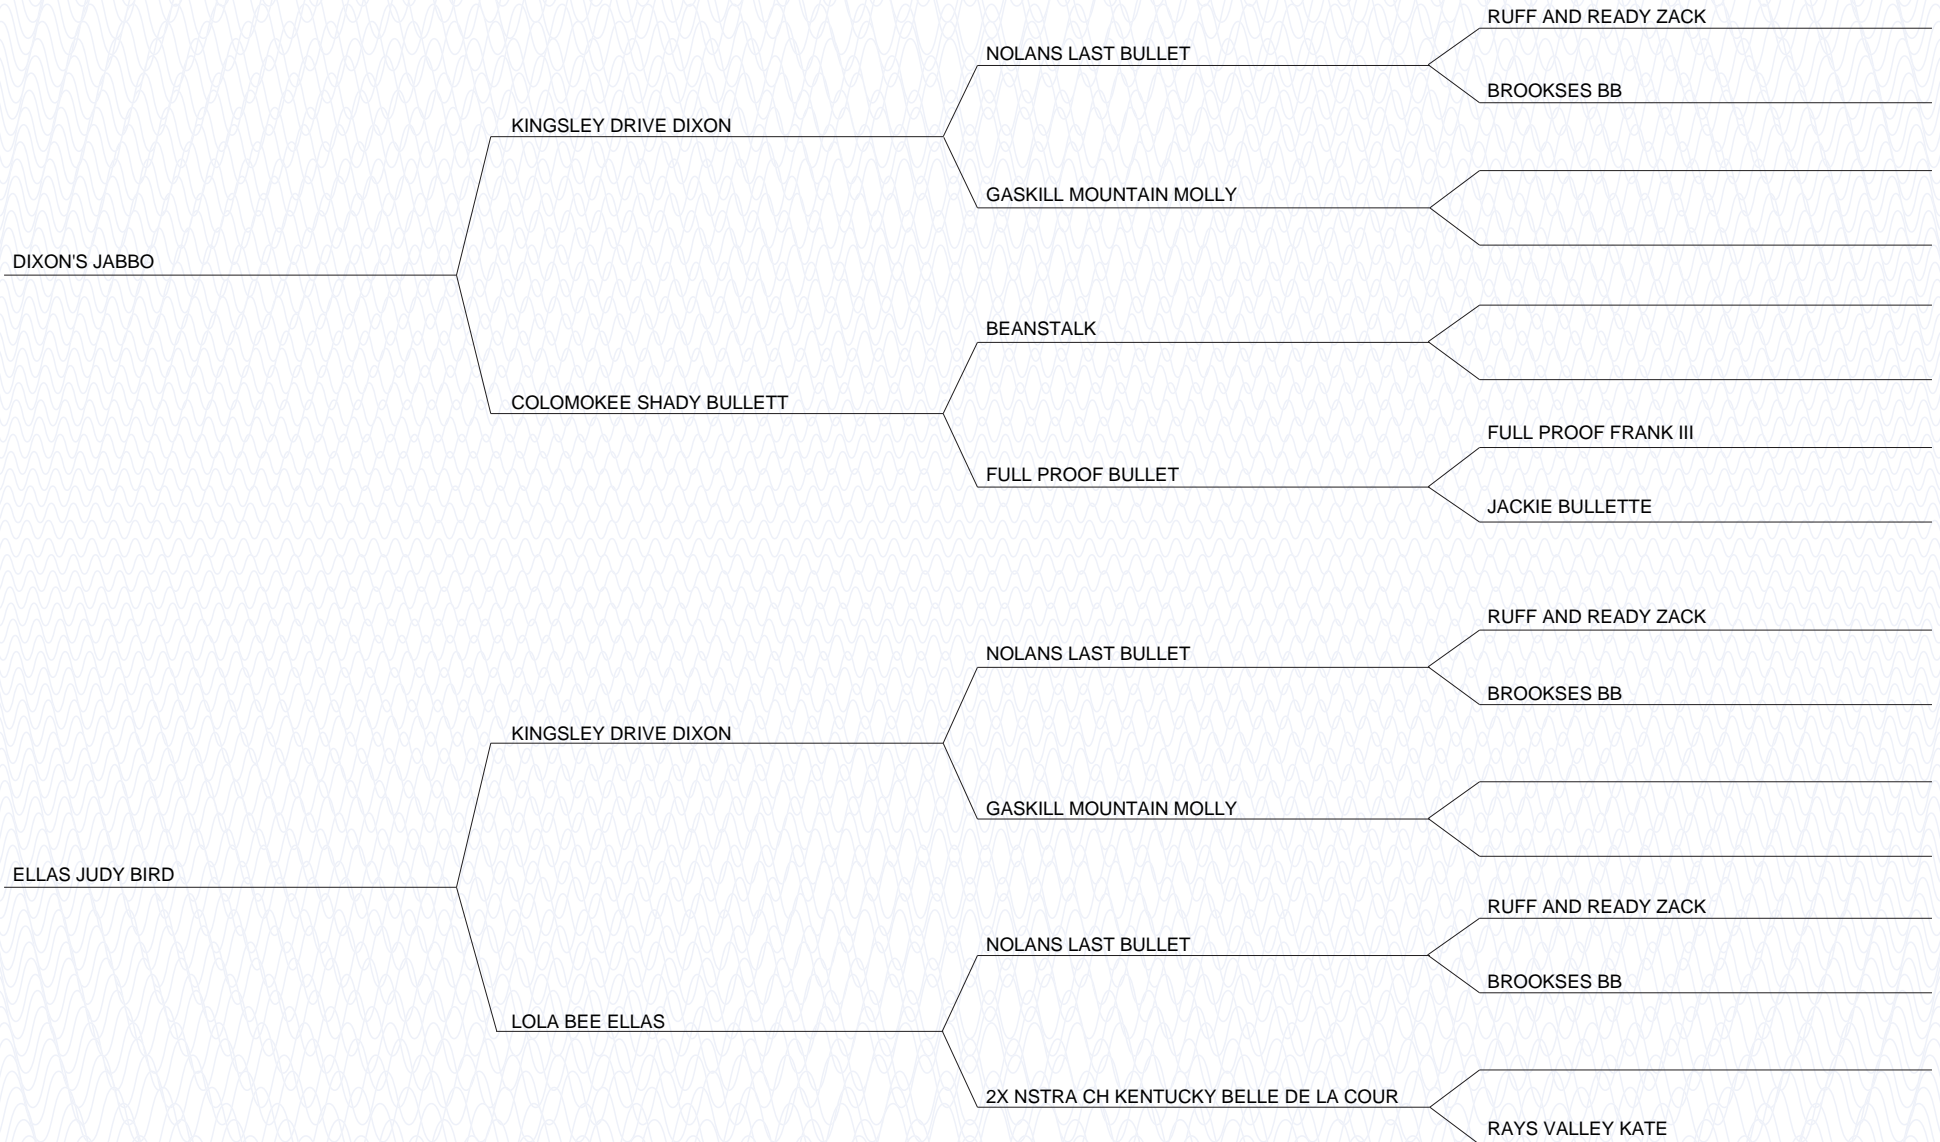 RUFF AND READY ZACK
NOLANS LAST BULLET
BROOKSES BB
KINGSLEY DRIVE DIXON
GASKILL MOUNTAIN MOLLY
DIXON'S JABBO
BEANSTALK
COLOMOKEE SHADY BULLETT
FULL PROOF FRANK III
FULL PROOF BULLET
JACKIE BULLETTE
RUFF AND READY ZACK
NOLANS LAST BULLET
BROOKSES BB
KINGSLEY DRIVE DIXON
GASKILL MOUNTAIN MOLLY
ELLAS JUDY BIRD
RUFF AND READY ZACK
NOLANS LAST BULLET
BROOKSES BB
LOLA BEE ELLAS
2X NSTRA CH KENTUCKY BELLE DE LA COUR
RAYS VALLEY KATE